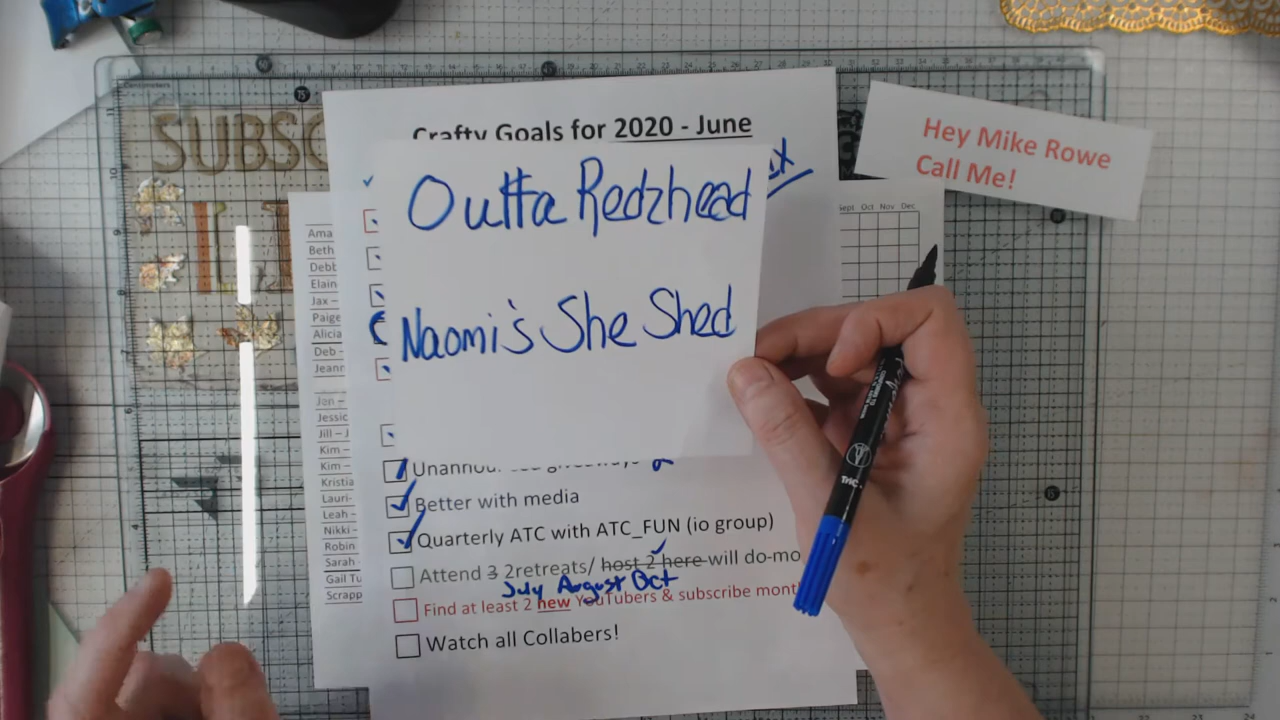 SUBSC
LI
Crafty Goals for 2020 - June
Outta Redzhead
Naomi's She Shed
Hey Mike Rowe
Call Me!
Sept Oct Nov Dec
Ama
Beth
Debb
Elain
Jax –
Paige
Alicia
Deb -
Jeann
Jen –
Jessic
Jill – J
Kim –
Kim –
Kristia
Lauri-
Leah –
Nikki –
Robin
Sarah
Gail Tu
Scrapp
Better with media
Quarterly ATC with ATC_FUN (io group)
Attend 3 2retreats/ host 2 here will do-mo
July August Oct
Find at least 2 new YouTubers & subscribe mont
Watch all Collabers!